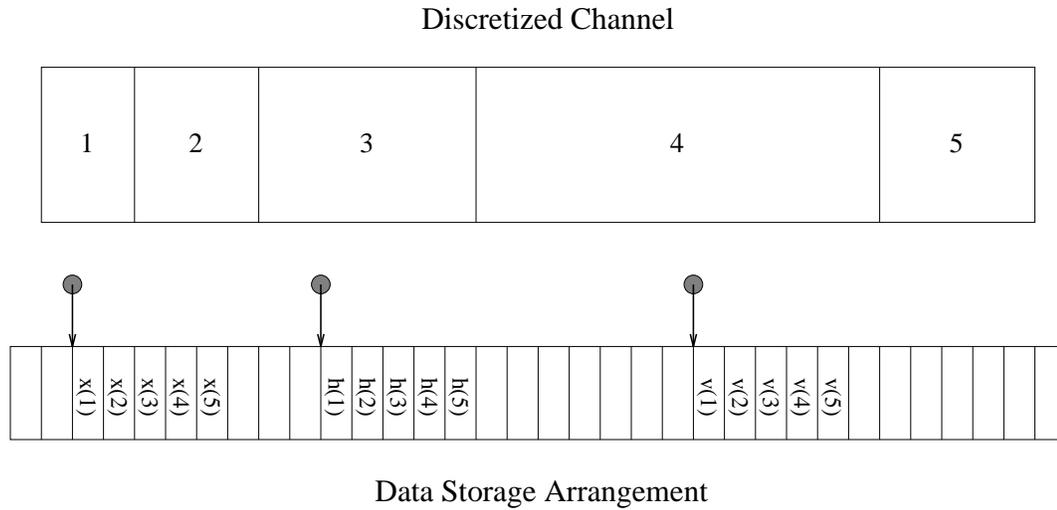 Discretized Channel
1 2 3 4 5
x(1) x(2) x(3) x(4) x(5) h(1) h(2) h(3) h(4) h(5) v(1) v(2) v(3) v(4) v(5)
Data Storage Arrangement